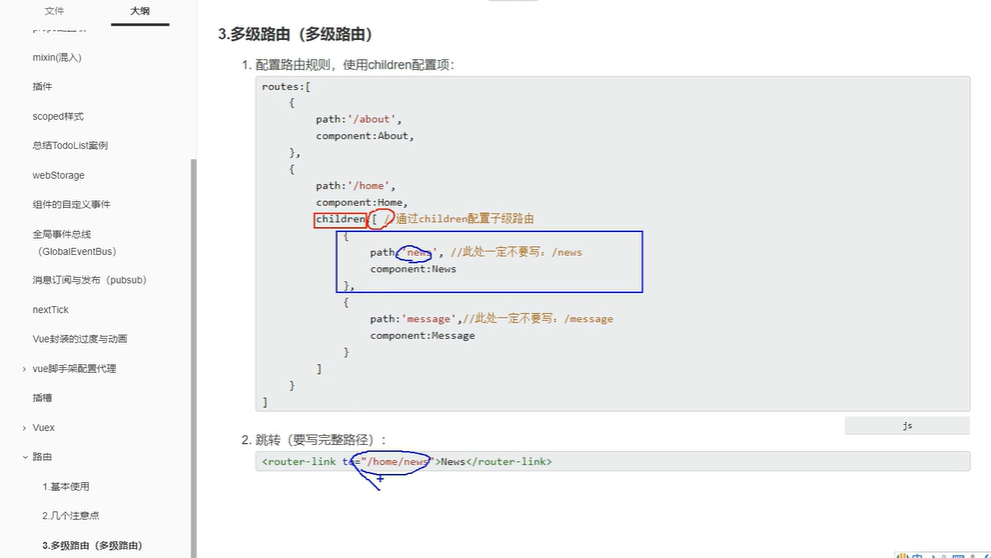 文件
大纲
mixin(混入)
插件
scoped样式
总结TodoList案例
webStorage
组件的自定义事件
全局事件总线
（GlobalEventBus）
消息订阅与发布（pubsub）
nextTick
Vue封装的过度与动画
vue脚手架配置代理
插槽
Vuex
路由
1.基本使用
2.几个注意点
3.多级路由（多级路由）
3.多级路由（多级路由）
1. 配置路由规则，使用children配置项：
routes:[
{
path:'/about',
component:About,
},
{
path:'/home',
component:Home,
children:[ //通过children配置子级路由
{
path:'news', //此处一定不要写：/news
component:News
},
{
path:'message',//此处一定不要写：/message
component:Message
}
]
}
]
js
2. 跳转（要写完整路径）：
<router-link to="/home/news">News</router-link>